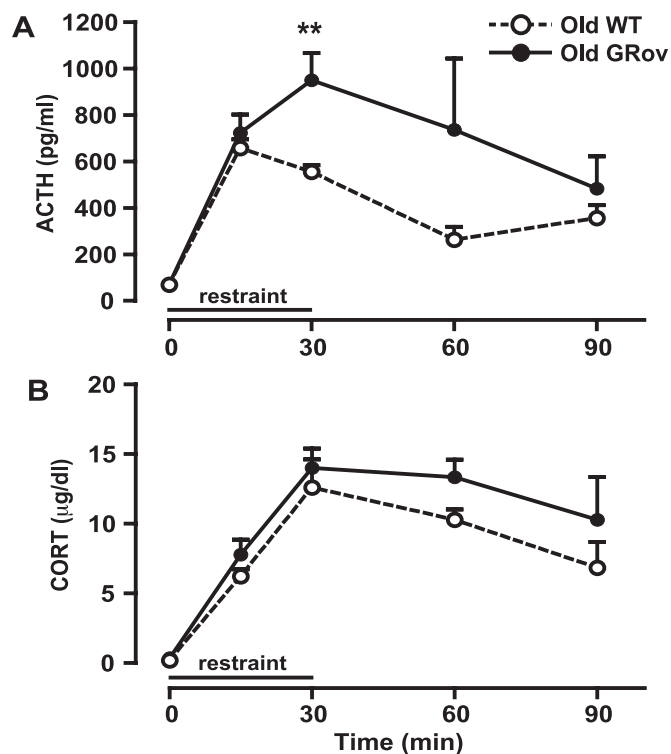 A
ACTH (pg/ml)
1200
1000
800
600
400
200
0
**
Old WT
Old GRov
restraint
0 30 60 90
B
CORT (µg/dl)
20
15
10
5
0
restraint
0 30 60 90
Time (min)